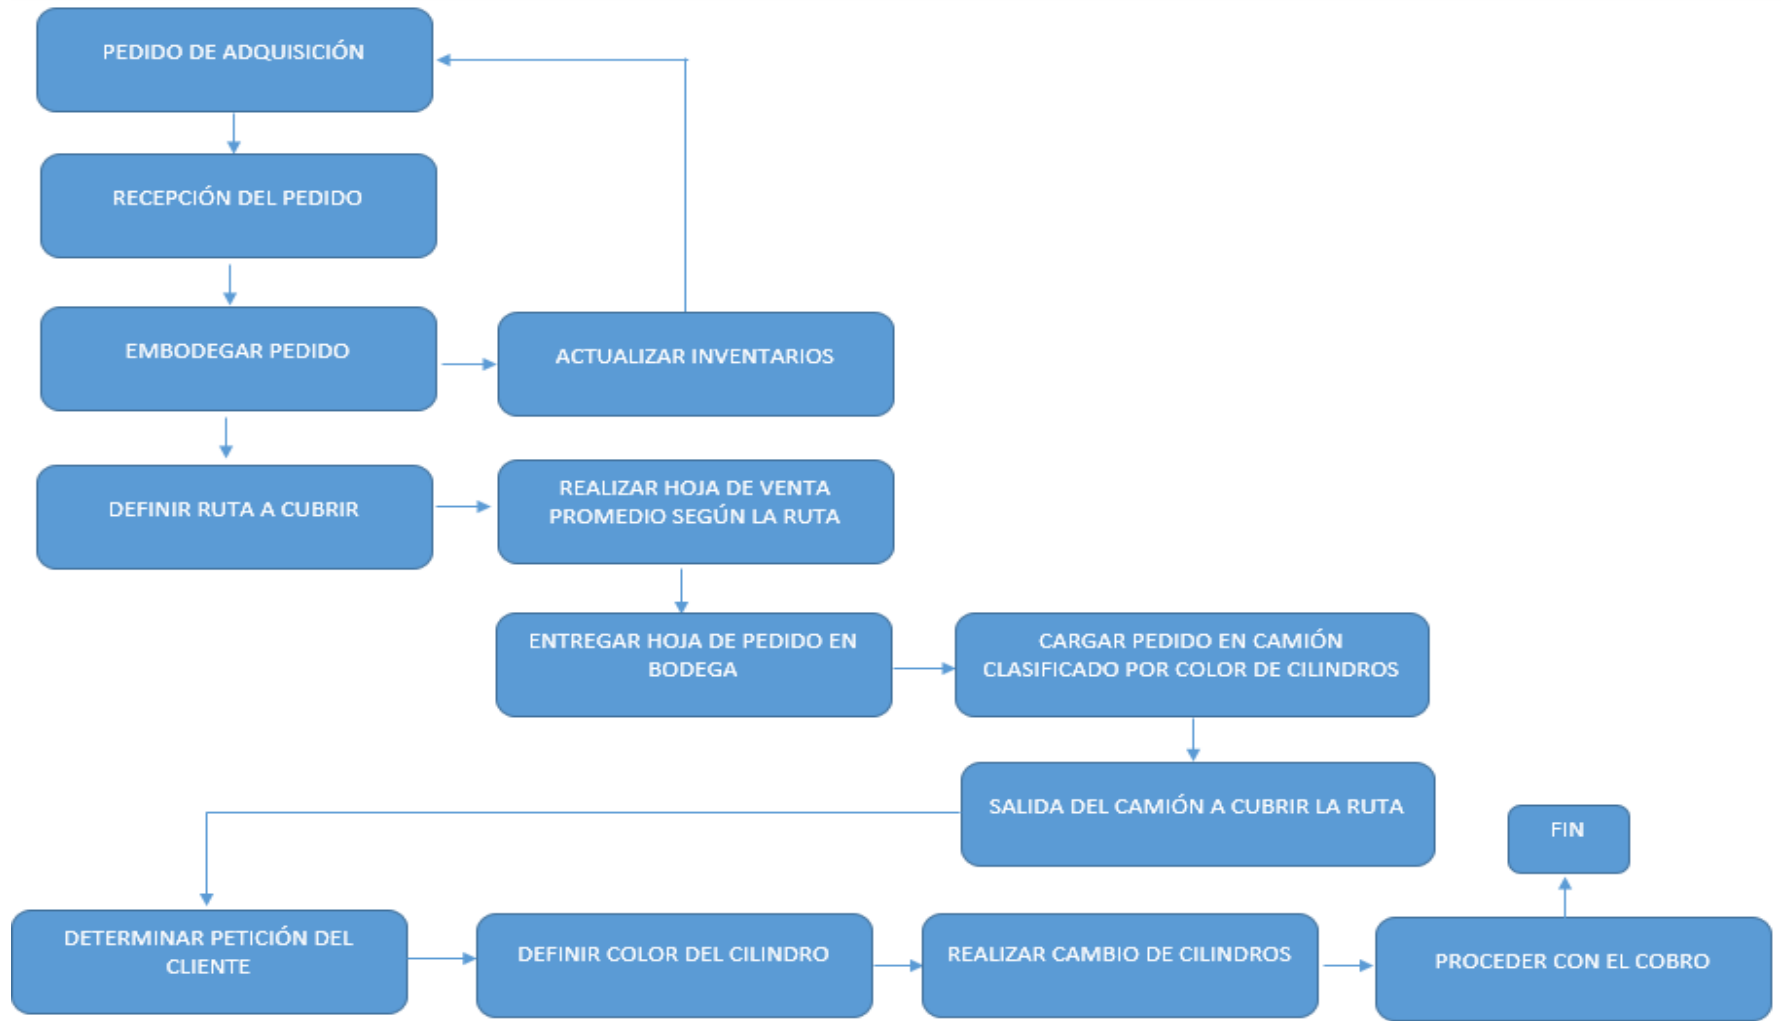 PEDIDO DE ADQUISICIÓN
RECEPCIÓN DEL PEDIDO
EMBODEGAR PEDIDO
ACTUALIZAR INVENTARIOS
DEFINIR RUTA A CUBRIR
REALIZAR HOJA DE VENTA
PROMEDIO SEGÚN LA RUTA
ENTREGAR HOJA DE PEDIDO EN
BODEGA
CARGAR PEDIDO EN CAMIÓN
CLASIFICADO POR COLOR DE CILINDROS
SALIDA DEL CAMIÓN A CUBRIR LA RUTA
DETERMINAR PETICIÓN DEL
CLIENTE
DEFINIR COLOR DEL CILINDRO
REALIZAR CAMBIO DE CILINDROS
PROCEDER CON EL COBRO
FIN